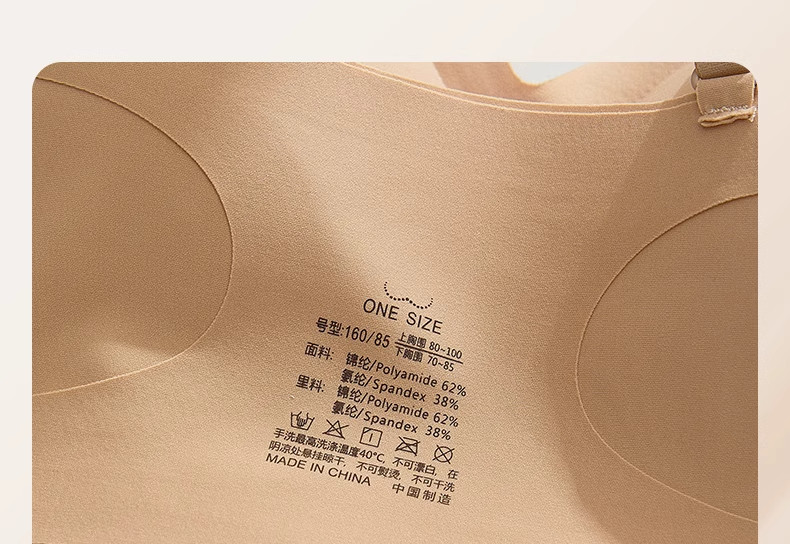 ONE SIZE
号型:160/85 上胸围 80~100
下胸围 70~85
面料: 锦纶/Polyamide 62%
氨纶/Spandex 38%
里料: 锦纶/Polyamide 62%
氨纶/Spandex 38%
手洗最高洗涤温度40°C, 不可漂白, 在
阴凉处悬挂晾干, 不可熨烫, 不可干洗
MADE IN CHINA 中国制造